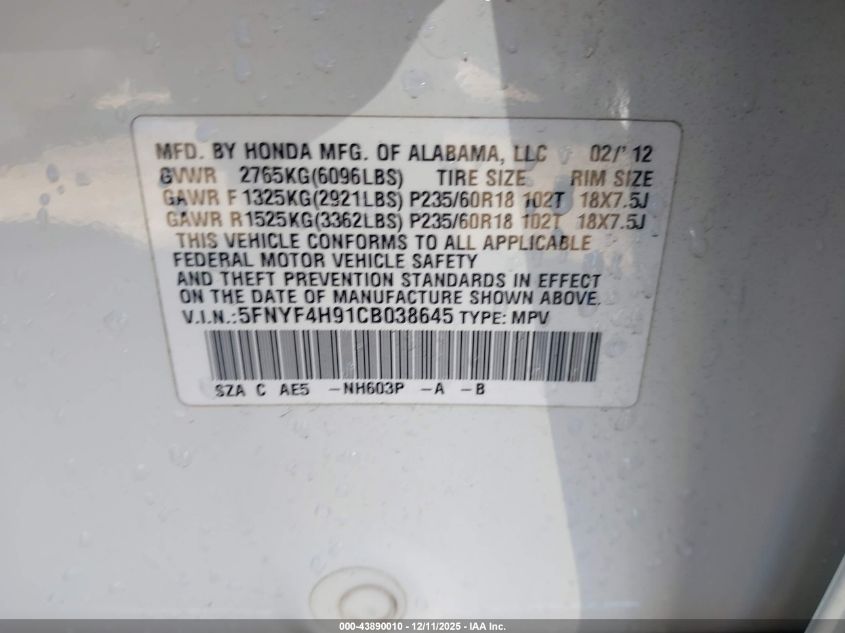 MFD. BY HONDA MFG. OF ALABAMA, LLC 02/'12
GVWR 2765KG(6096LBS) TIRE SIZE RIM SIZE
GAWR F 1325KG(2921LBS) P235/60R18 102T 18X7.5J
GAWR R 1525KG(3362LBS) P235/60R18 102T 18X7.5J
THIS VEHICLE CONFORMS TO ALL APPLICABLE
FEDERAL MOTOR VEHICLE SAFETY
AND THEFT PREVENTION STANDARDS IN EFFECT
ON THE DATE OF MANUFACTURE SHOWN ABOVE.
V.I.N.:5FNYF4H91CB038645 TYPE: MPV
SZA C AE5 -NH603P -A -B
000-43890010 - 12/11/2025 - IAA Inc.